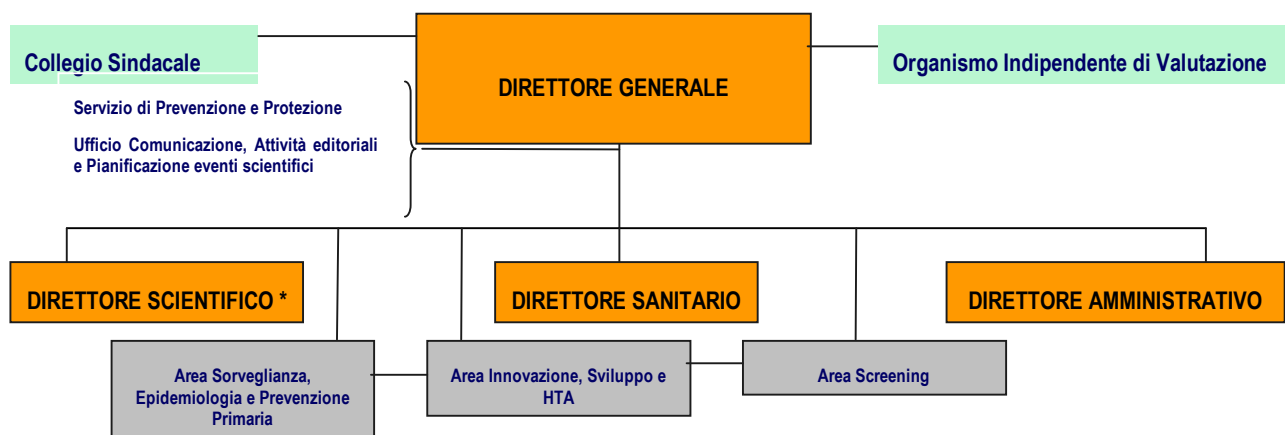 Collegio Sindacale
DIRETTORE GENERALE
Organismo Indipendente di Valutazione
Servizio di Prevenzione e Protezione
Ufficio Comunicazione, Attività editoriali
e Pianificazione eventi scientifici
DIRETTORE SCIENTIFICO *
DIRETTORE SANITARIO
DIRETTORE AMMINISTRATIVO
Area Sorveglianza,
Epidemiologia e Prevenzione
Primaria
Area Innovazione, Sviluppo e
HTA
Area Screening